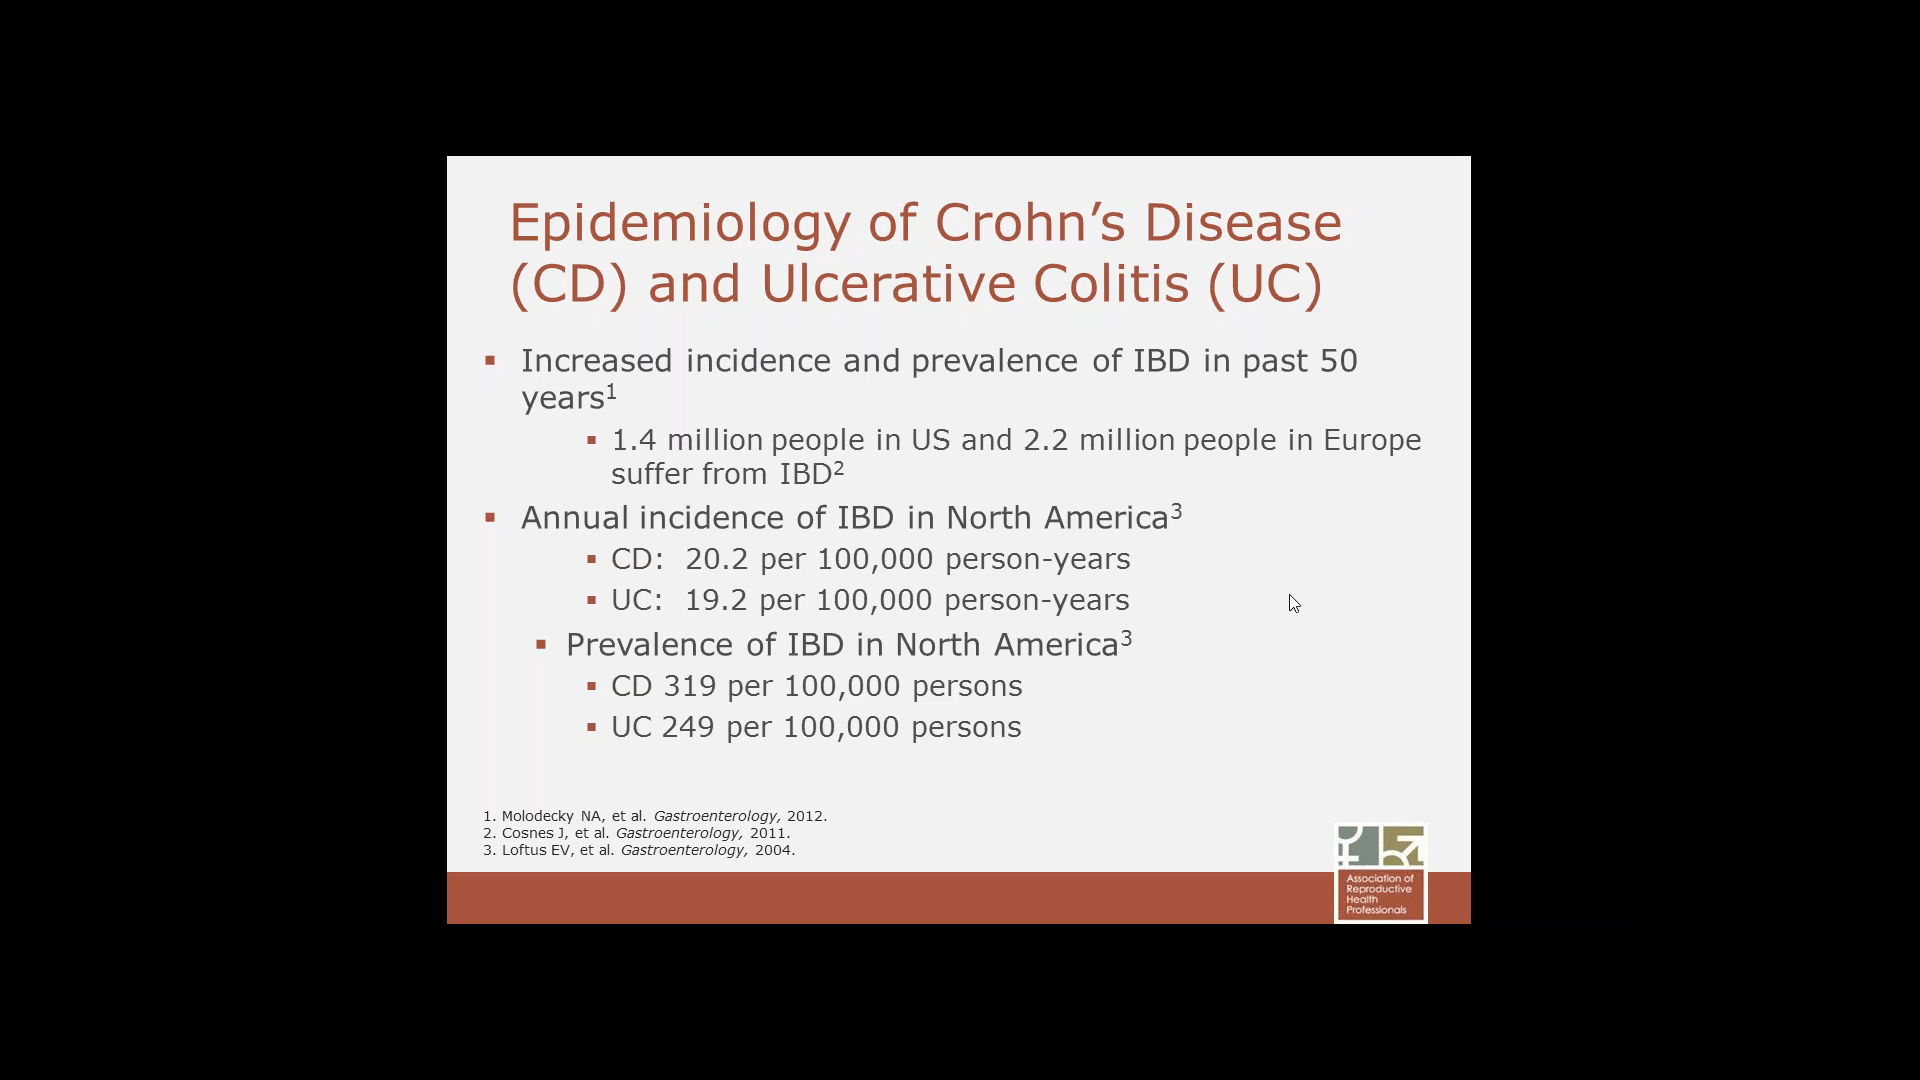 Epidemiology of Crohn’s Disease
(CD) and Ulcerative Colitis (UC)
▪ Increased incidence and prevalence of IBD in past 50
years¹
▪ 1.4 million people in US and 2.2 million people in Europe
suffer from IBD²
▪ Annual incidence of IBD in North America³
▪ CD: 20.2 per 100,000 person-years
▪ UC: 19.2 per 100,000 person-years
▪ Prevalence of IBD in North America³
▪ CD 319 per 100,000 persons
▪ UC 249 per 100,000 persons
1. Molodecky NA, et al. Gastroenterology, 2012.
2. Cosnes J, et al. Gastroenterology, 2011.
3. Loftus EV, et al. Gastroenterology, 2004.
Association of
Reproductive
Health
Professionals